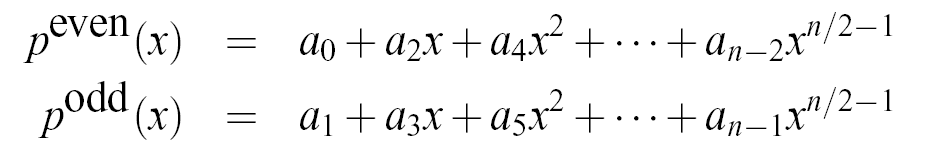 p^even(x) = a_0 + a_2x + a_4x^2 + ··· + a_{n−2}x^{n/2−1}
p^odd(x) = a_1 + a_3x + a_5x^2 + ··· + a_{n−1}x^{n/2−1}